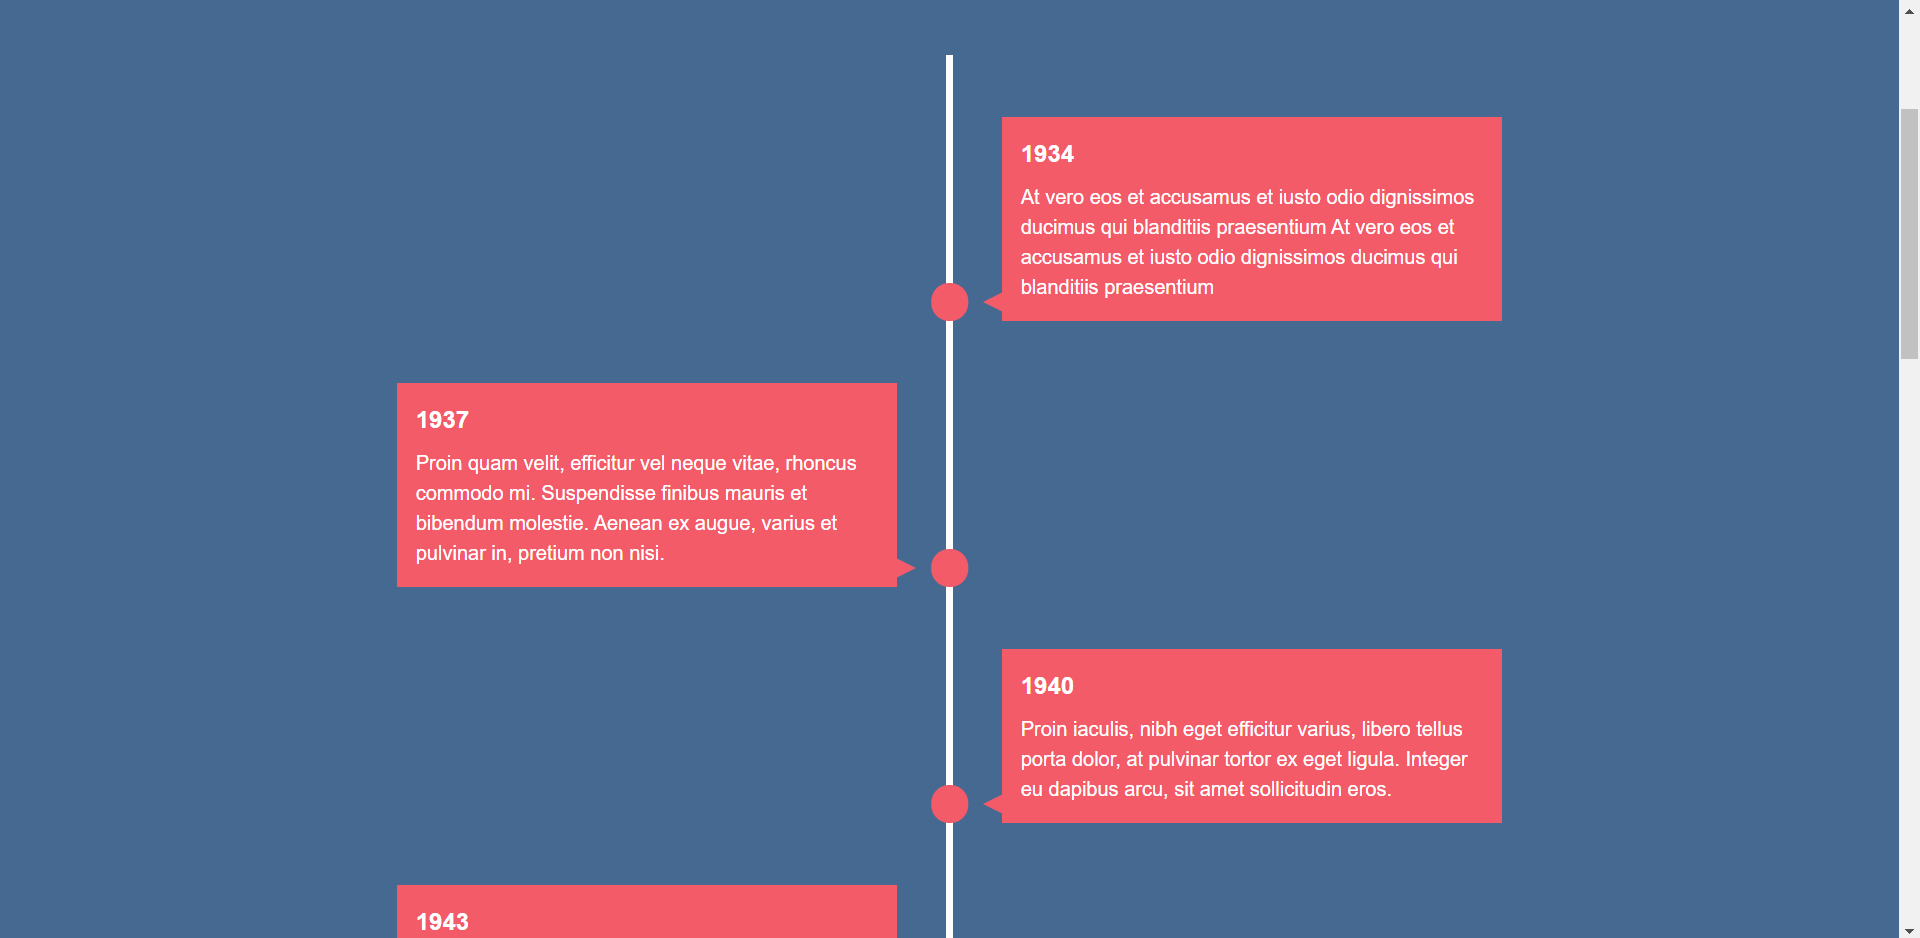 1934
At vero eos et accusamus et iusto odio dignissimos
ducimus qui blanditiis praesentium At vero eos et
accusamus et iusto odio dignissimos ducimus qui
blanditiis praesentium
1937
Proin quam velit, efficitur vel neque vitae, rhoncus
commodo mi. Suspendisse finibus mauris et
bibendum molestie. Aenean ex augue, varius et
pulvinar in, pretium non nisi.
1940
Proin iaculis, nibh eget efficitur varius, libero tellus
porta dolor, at pulvinar tortor ex eget ligula. Integer
eu dapibus arcu, sit amet sollicitudin eros.
1943